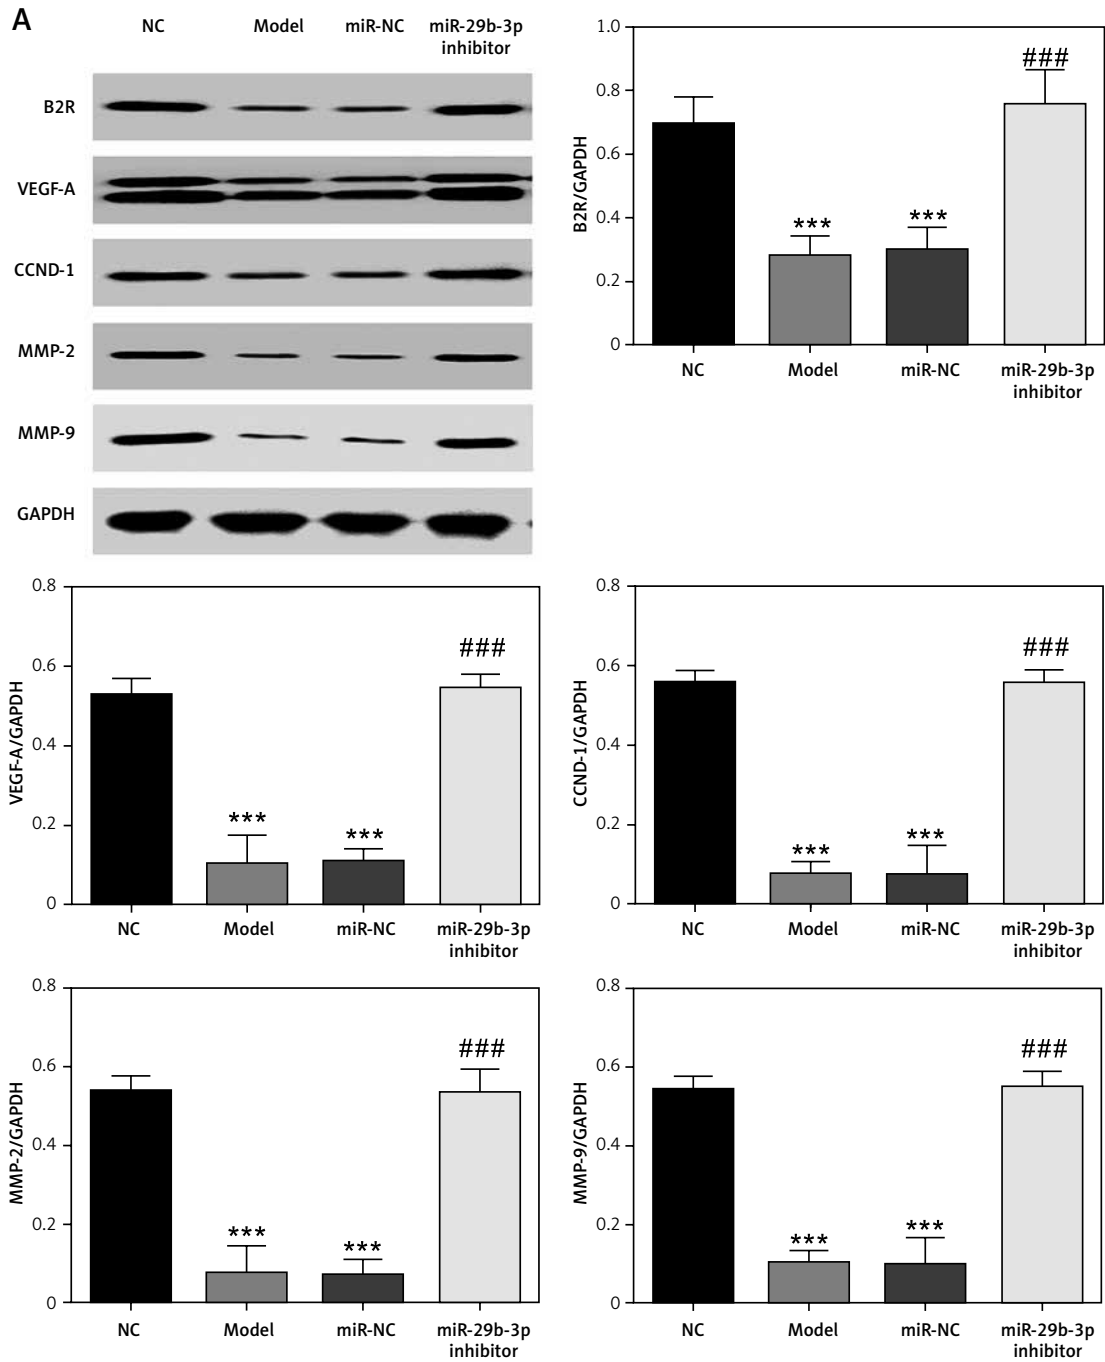 A
NC Model miR-NC miR-29b-3p
inhibitor
B2R
VEGF-A
CCND-1
MMP-2
MMP-9
GAPDH
B2R/GAPDH
1.0
0.8
0.6
0.4
0.2
0
***
***
###
NC Model miR-NC miR-29b-3p
inhibitor
VEGF-A/GAPDH
0.8
0.6
0.4
0.2
0
***
***
###
NC Model miR-NC miR-29b-3p
inhibitor
CCND-1/GAPDH
0.8
0.6
0.4
0.2
0
***
***
###
NC Model miR-NC miR-29b-3p
inhibitor
MMP-2/GAPDH
0.8
0.6
0.4
0.2
0
***
***
###
NC Model miR-NC miR-29b-3p
inhibitor
MMP-9/GAPDH
0.8
0.6
0.4
0.2
0
***
***
###
NC Model miR-NC miR-29b-3p
inhibitor